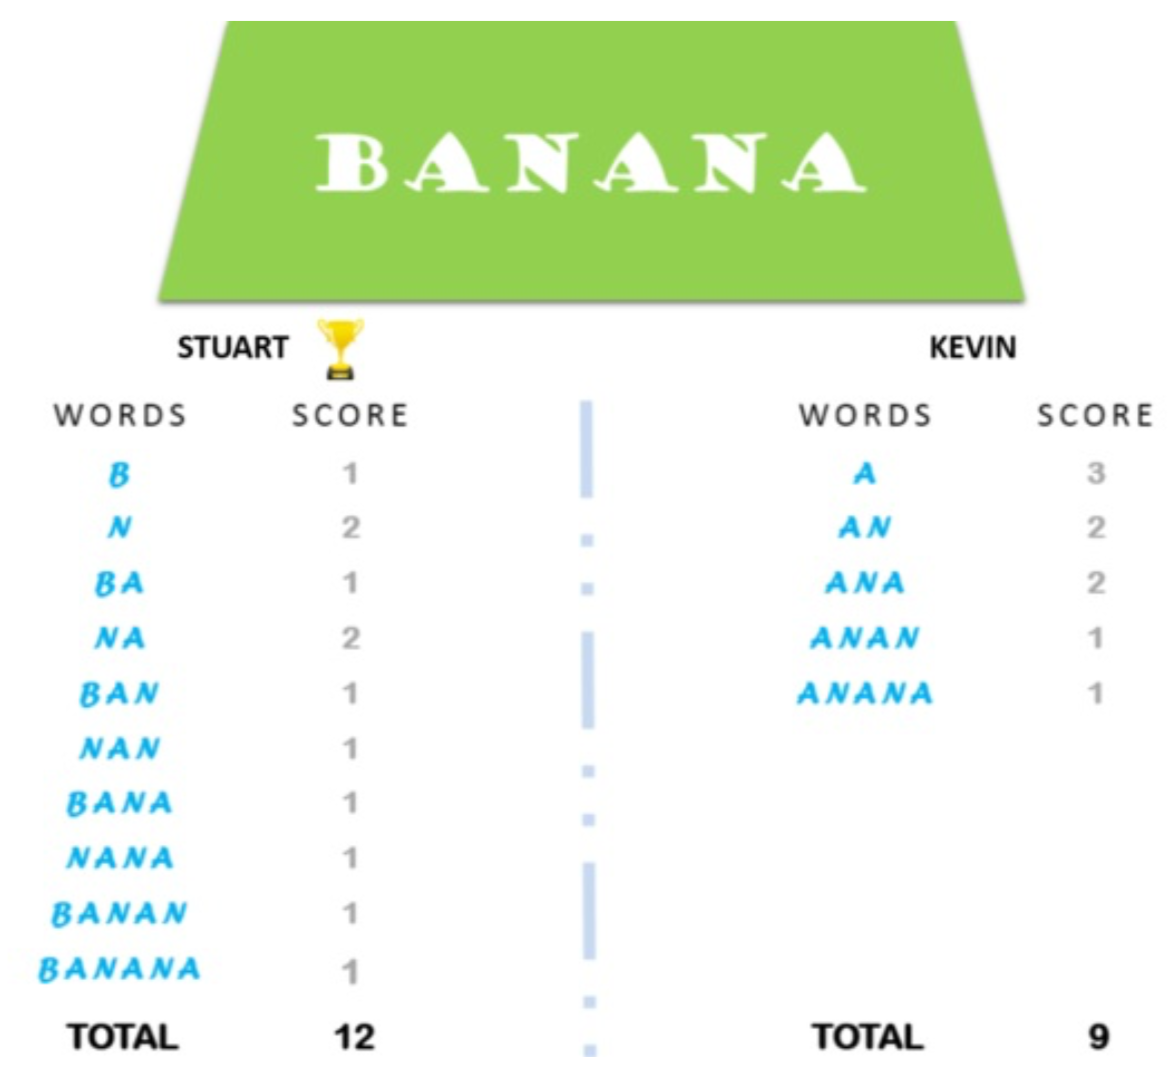 BANANA
STUART KEVIN
WORDS SCORE WORDS SCORE
B 1 A 3
N 2 AN 2
BA 1 ANA 2
NA 2 ANAN 1
BAN 1 ANANA 1
NAN 1
BANA 1
NANA 1
BANAN 1
BANANA 1
TOTAL 12 TOTAL 9